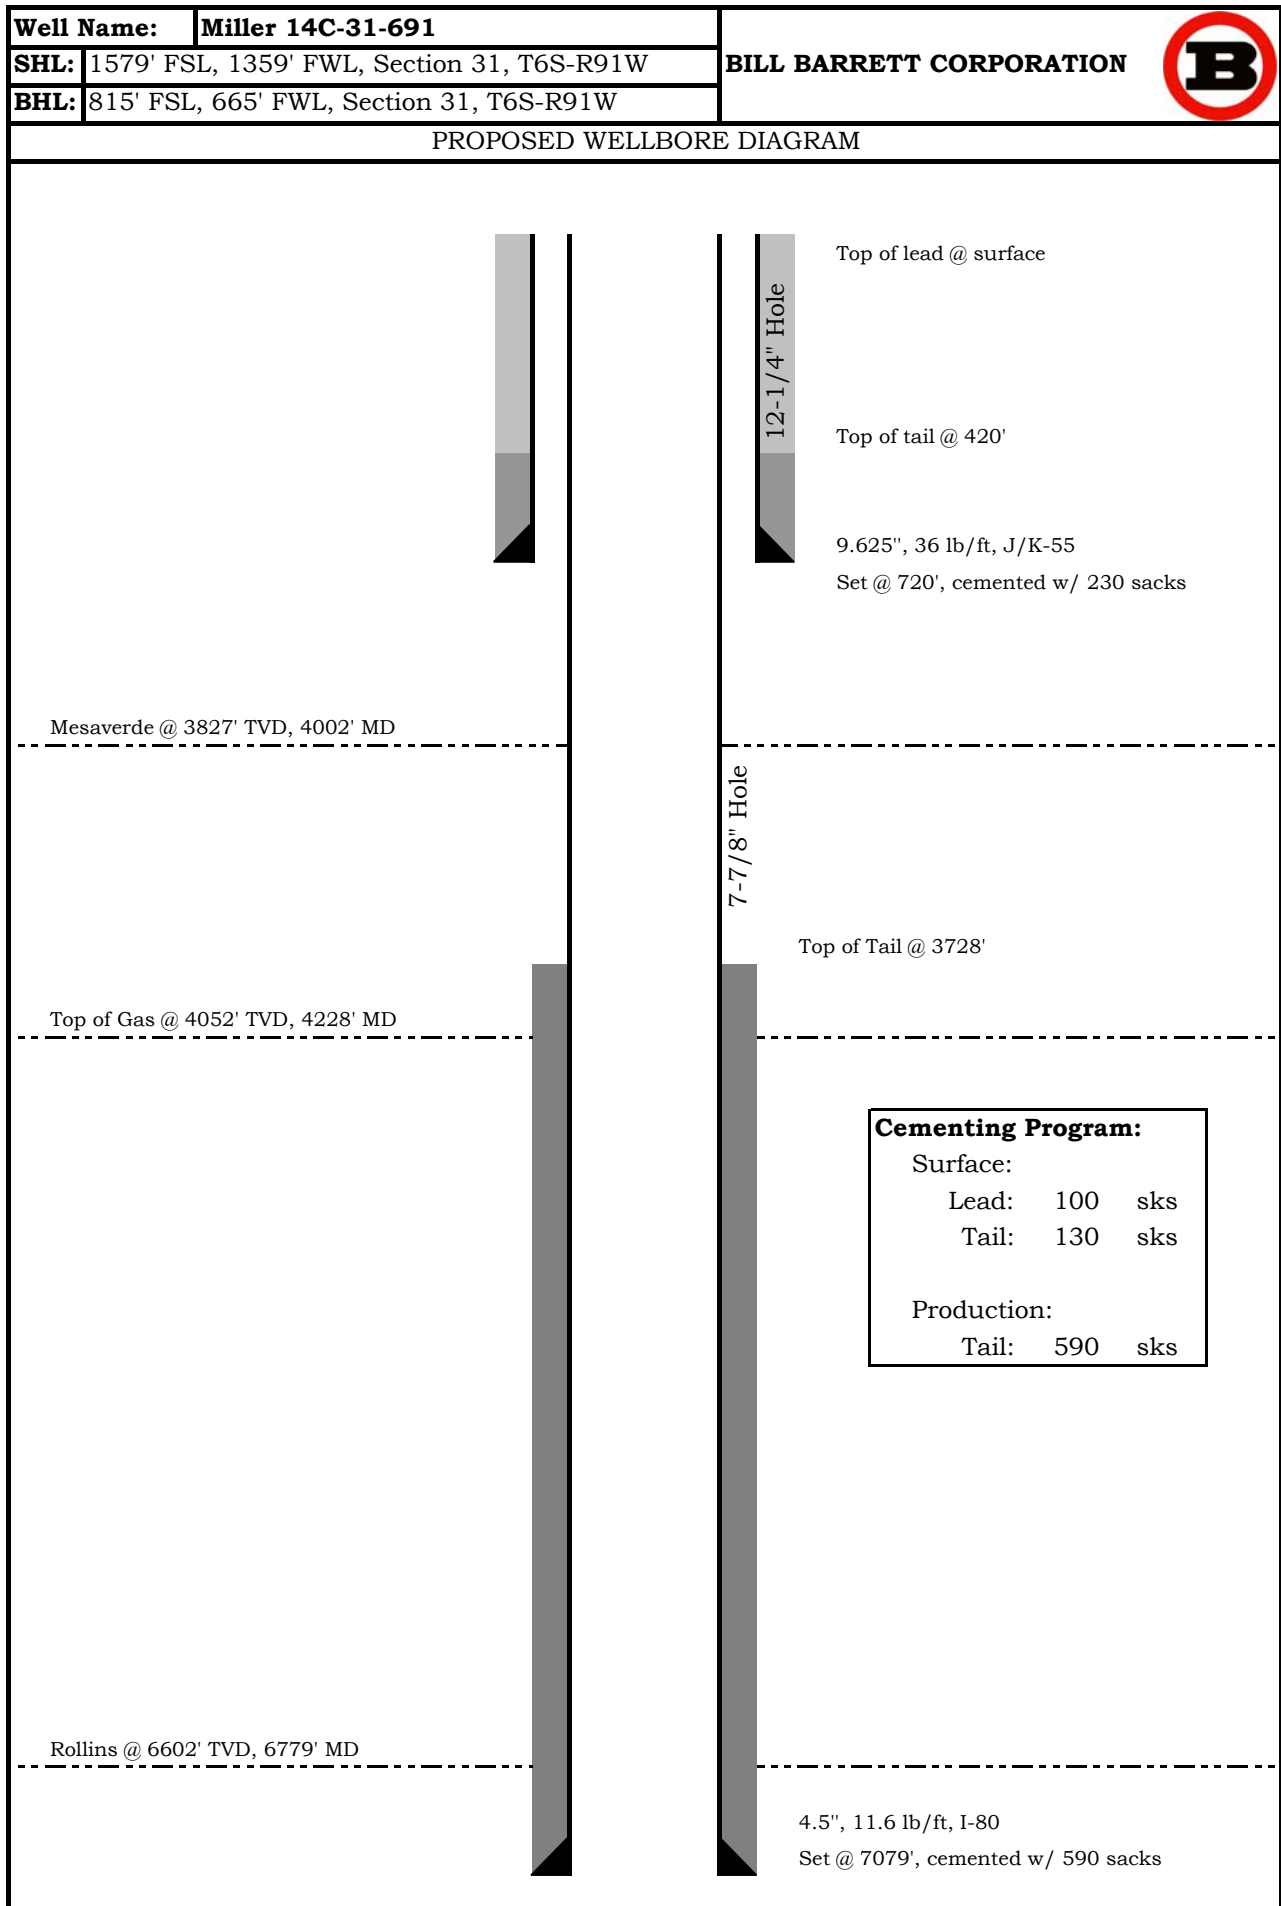 Well Name: Miller 14C-31-691
SHL: 1579' FSL, 1359' FWL, Section 31, T6S-R91W
BILL BARRETT CORPORATION
B
BHL: 815' FSL, 665' FWL, Section 31, T6S-R91W
PROPOSED WELLBORE DIAGRAM
Top of lead @ surface
12-1/4" Hole
Top of tail @ 420'
9.625", 36 lb/ft, J/K-55
Set @ 720', cemented w/ 230 sacks
Mesaverde @ 3827' TVD, 4002' MD
7-7/8" Hole
Top of Tail @ 3728'
Top of Gas @ 4052' TVD, 4228' MD
Cementing Program:
Surface:
Lead: 100 sks
Tail: 130 sks
Production:
Tail: 590 sks
Rollins @ 6602' TVD, 6779' MD
4.5", 11.6 lb/ft, I-80
Set @ 7079', cemented w/ 590 sacks